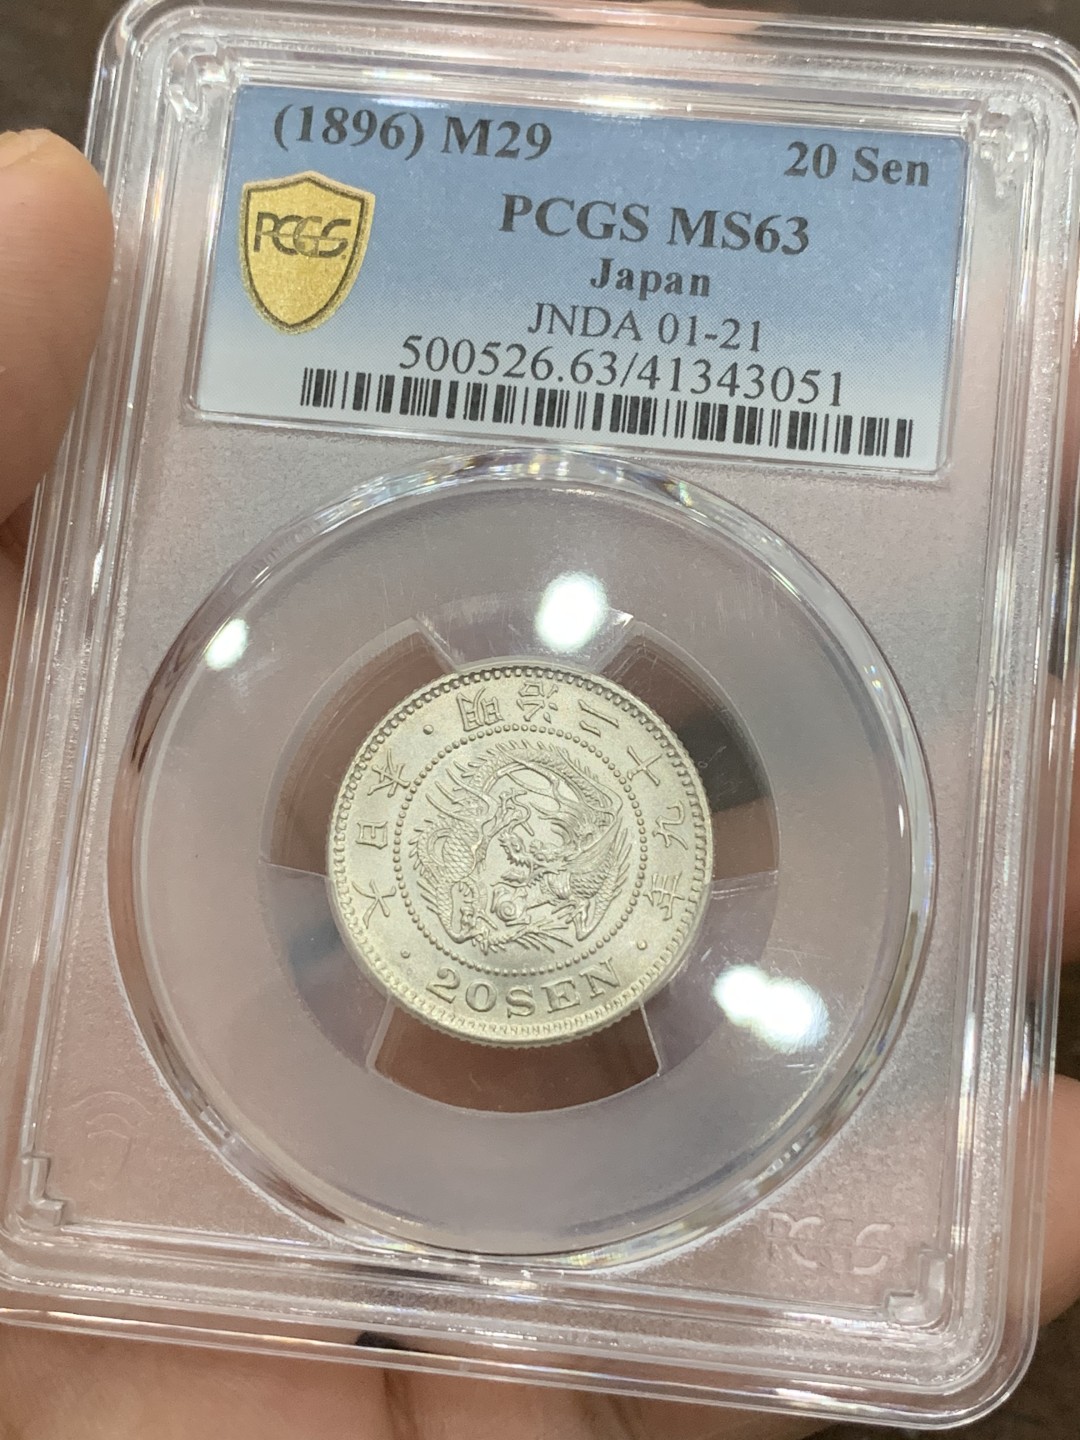 (1896) M29
20 Sen
PCGS
PCGS MS63
Japan
JNDA 01-21
500526.63/41343051
大日本・明治二十九年・
20SEN
PCGS